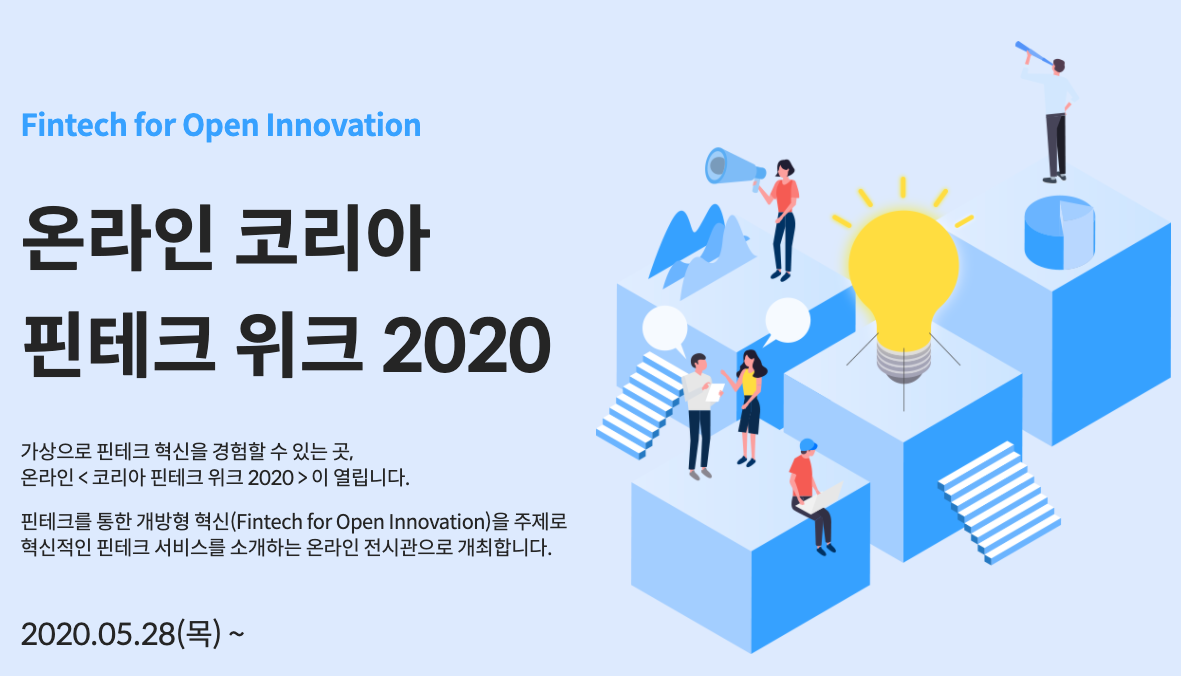 Fintech for Open Innovation
온라인 코리아
핀테크 위크 2020
가상으로 핀테크 혁신을 경험할 수 있는 곳,
온라인 < 코리아 핀테크 위크 2020 > 이 열립니다.
핀테크를 통한 개방형 혁신(Fintech for Open Innovation)을 주제로
혁신적인 핀테크 서비스를 소개하는 온라인 전시관으로 개최합니다.
2020.05.28(목) ~